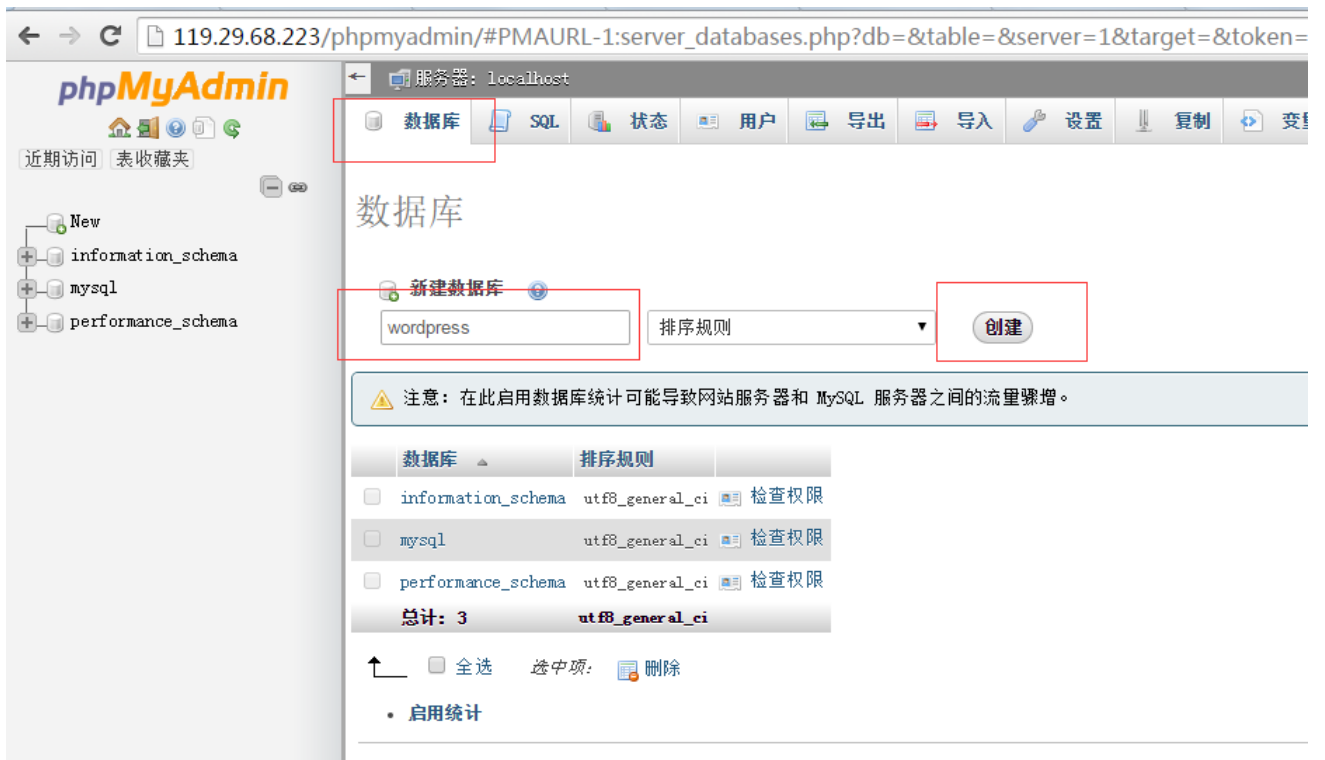 119.29.68.223/phpmyadmin/#PMAURL-1:server_databases.php?db=&table=&server=1&target=&token=
phpMyAdmin
近期访问 表收藏夹
New
information_schema
mysql
performance_schema
服务器: localhost
数据库 SQL 状态 用户 导出 导入 设置 复制 变量
数据库
新建数据库
wordpress 排序规则 创建
注意: 在此启用数据库统计可能导致网站服务器和 MySQL 服务器之间的流量骤增。
数据库 排序规则
information_schema utf8_general_ci 检查权限
mysql utf8_general_ci 检查权限
performance_schema utf8_general_ci 检查权限
总计: 3 utf8_general_ci
全选 选中项: 删除
启用统计